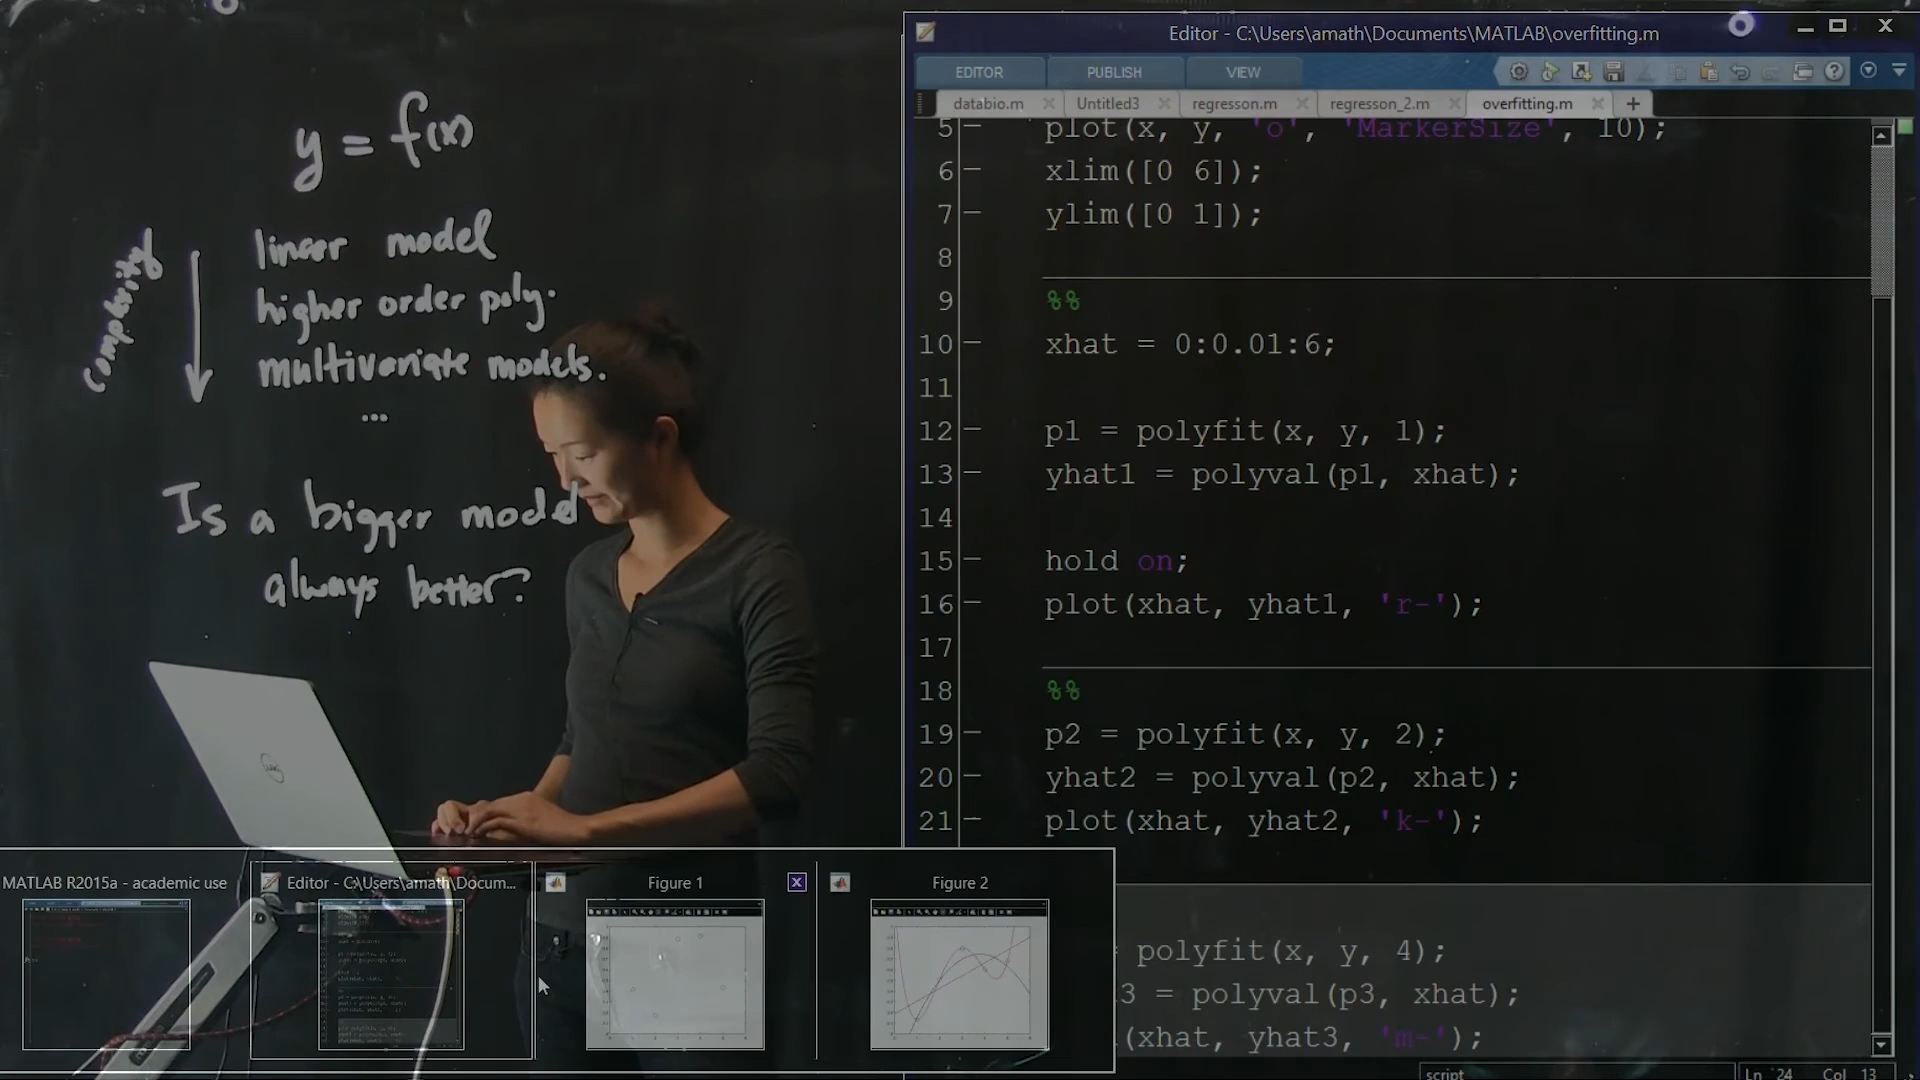 y = f(x)
complexity
linear model
higher order poly.
multivariate models.
...
Is a bigger model
always better?
DELL
Editor - C:\Users\amath\Documents\MATLAB\overfitting.m
EDITOR PUBLISH VIEW
databio.m Untitled3 regresson.m regresson_2.m overfitting.m +
5 plot(x, y, 'o', 'MarkerSize', 10);
6 xlim([0 6]);
7 ylim([0 1]);
8
9 %%
10 xhat = 0:0.01:6;
11
12 p1 = polyfit(x, y, 1);
13 yhat1 = polyval(p1, xhat);
14
15 hold on;
16 plot(xhat, yhat1, 'r-');
17
18 %%
19 p2 = polyfit(x, y, 2);
20 yhat2 = polyval(p2, xhat);
21 plot(xhat, yhat2, 'k-');
= polyfit(x, y, 4);
3 = polyval(p3, xhat);
(xhat, yhat3, 'm-');
script Ln 24 Col 13
MATLAB R2015a - academic use
Editor - C:\Users\amath\Docum...
Figure 1
Figure 2